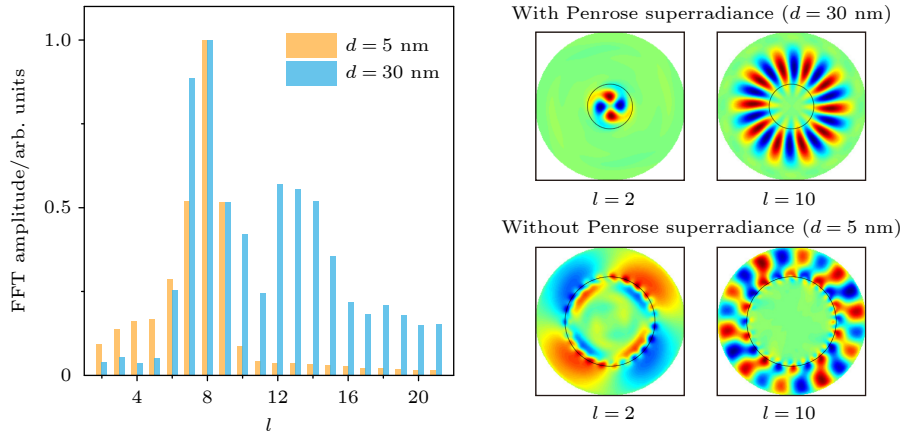 1.0
0.5
0
FFT amplitude/arb. units
4
8
12
16
20
l
d = 5 nm
d = 30 nm
With Penrose superradiance (d = 30 nm)
l = 2
l = 10
Without Penrose superradiance (d = 5 nm)
l = 2
l = 10